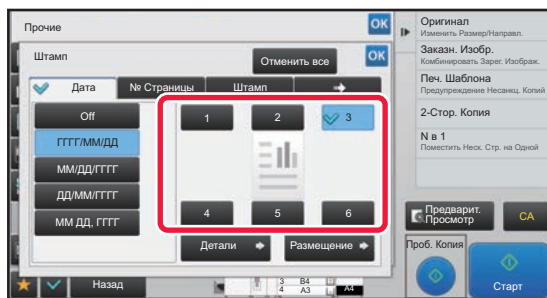 Прочие
OK
Штамп
Отменить все
OK
Дата
№ Страницы
Штамп
Off
ГГГГ/ММ/ДД
ММ/ДД/ГГГГ
ДД/ММ/ГГГГ
ММ ДД, ГГГГ
1
2
3
4
5
6
Детали
Размещение
Назад
3 B4
4 A3
A4
Оригинал
Изменить Размер/Направл.
Заказн. Изобр.
Комбинировать Зарег. Изображ.
Печ. Шаблона
Предупреждение Несанкц. Копий
2-Стор. Копия
N в 1
Поместить Неск. Стр. на Одной
Предварит.
Просмотр
CA
Проб. Копия
Старт